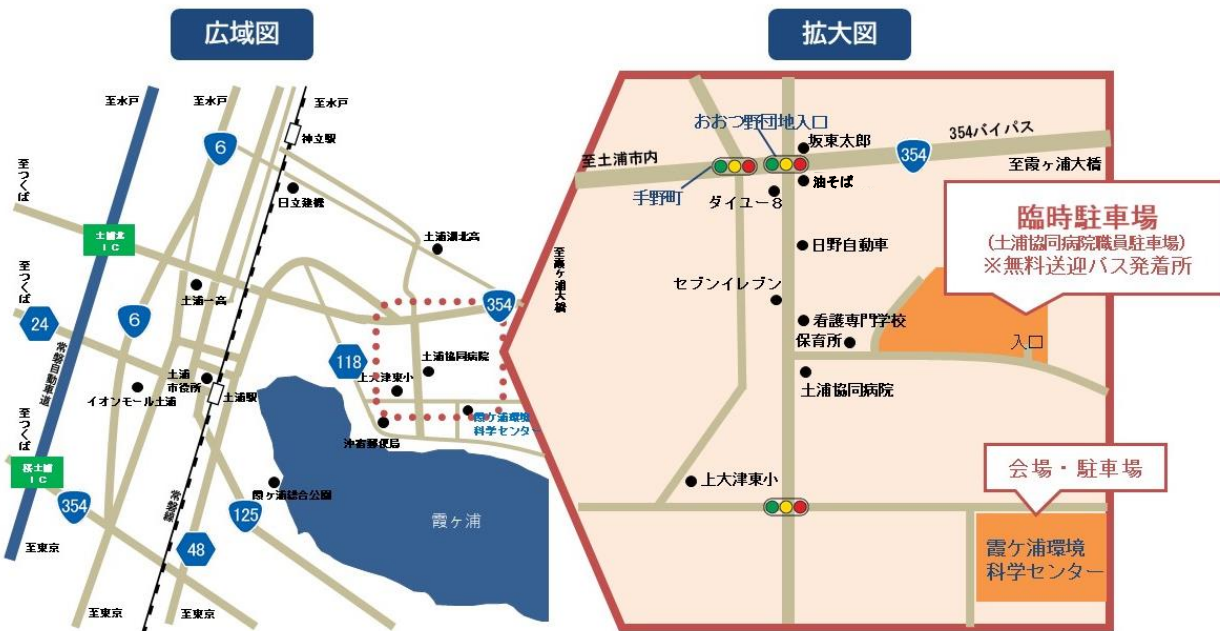 広域図
至水戸
至水戸
至水戸
6
神立駅
至つくば
日立建機
土浦北
IC
土浦湖北高
至つくば
土浦一高
354
至霞ヶ浦大橋
24
6
118
土浦協同病院
上大津東小
常磐自動車道
土浦
市役所
イオンモール土浦
土浦駅
至つくば
霞ケ浦環境
科学センター
沖宿郵便局
桜土浦
IC
354
常磐線
霞ヶ浦総合公園
125
霞ヶ浦
48
至東京
至東京
至東京
拡大図
おおつ野団地入口
坂東太郎
354バイパス
354
至土浦市内
至霞ヶ浦大橋
手野町
油そば
ダイユー8
臨時駐車場
(土浦協同病院職員駐車場)
※無料送迎バス発着所
日野自動車
セブンイレブン
看護専門学校
保育所
入口
土浦協同病院
上大津東小
会場・駐車場
霞ケ浦環境
科学センター